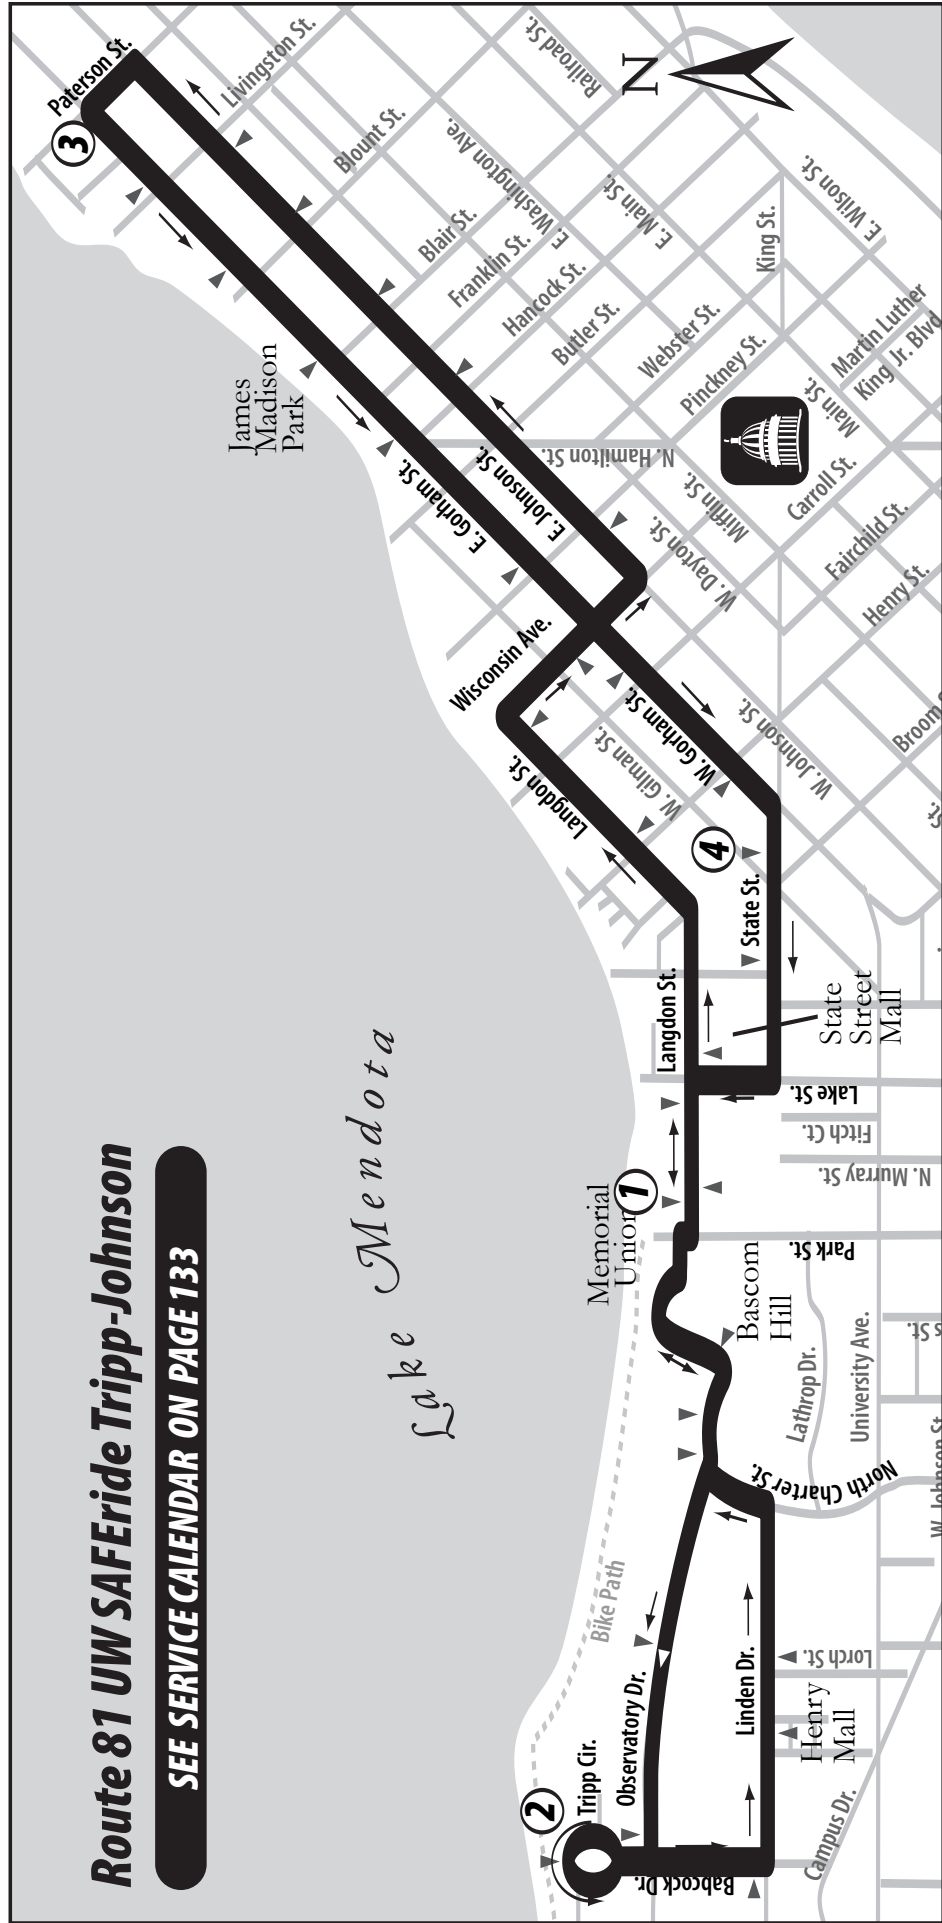 Route 81 UW SAFEride Tripp-Johnson
SEE SERVICE CALENDAR ON PAGE 133
Lake Mendota
N
Paterson St.
3
Livingston St.
Railroad St.
Blount St.
E. Washington Ave.
Blair St.
Franklin St.
E. Main St.
E. Wilson St.
Hancock St.
King St.
Butler St.
Webster St.
Pinckney St.
Martin Luther
King Jr. Blvd
Main St.
James
Madison
Park
E. Gorham St.
E. Johnson St.
N. Hamilton St.
Mifflin St.
Carroll St.
W. Dayton St.
Fairchild St.
Henry St.
Wisconsin Ave.
W. Gorham St.
W. Johnson St.
Broom
St.
Langdon St.
W. Gilman St.
4
State St.
Langdon St.
State
Street
Mall
Lake St.
Fitch Ct.
N. Murray St.
1
Memorial
Union
Park St.
Bascom
Hill
Lathrop Dr.
University Ave.
s St.
North Charter St.
W. Johnson St
Bike Path
Observatory Dr.
Linden Dr.
Lorch St.
Henry
Mall
2
Tripp Cir.
Babcock Dr.
Campus Dr.